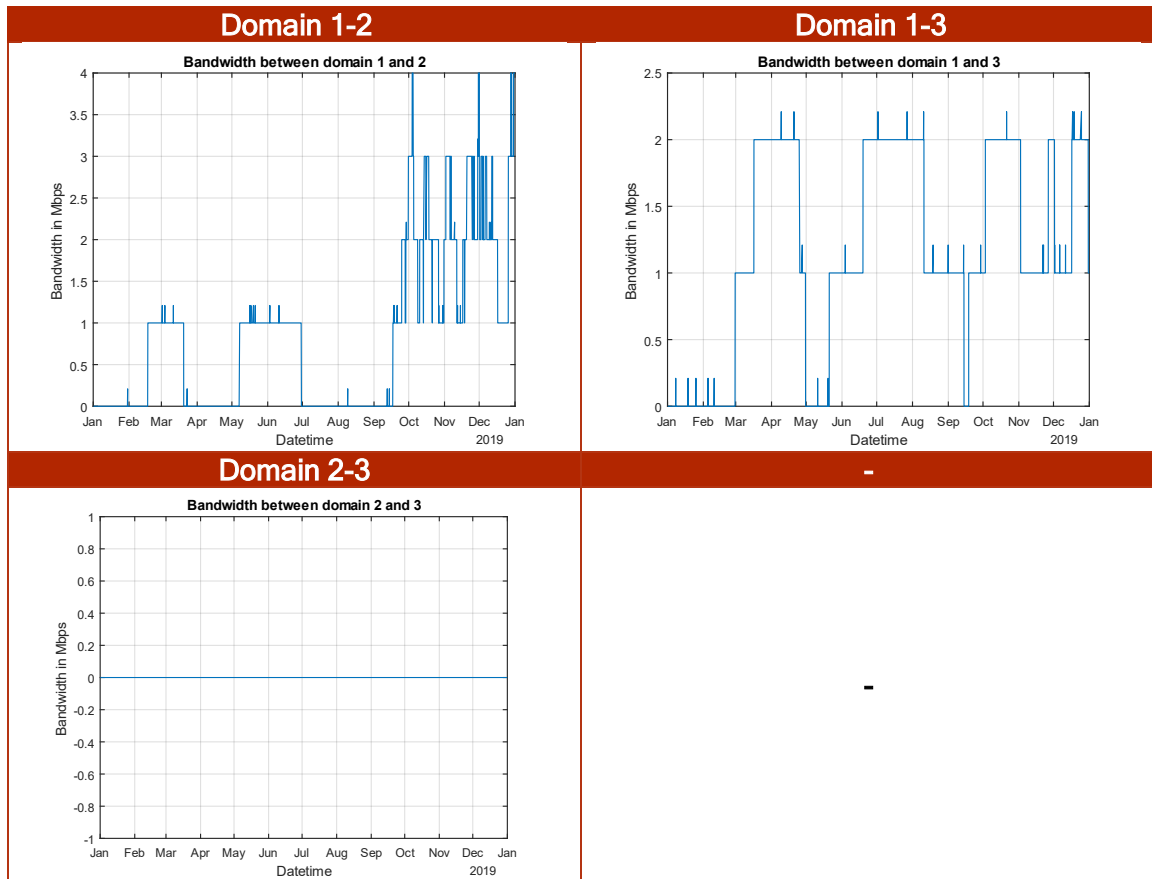 Domain 1-2
Domain 1-3
Bandwidth between domain 1 and 2
Bandwidth in Mbps
4
3.5
3
2.5
2
1.5
1
0.5
0
Jan Feb Mar Apr May Jun Jul Aug Sep Oct Nov Dec Jan
Datetime
2019
Bandwidth between domain 1 and 3
Bandwidth in Mbps
2.5
2
1.5
1
0.5
0
Jan Feb Mar Apr May Jun Jul Aug Sep Oct Nov Dec Jan
Datetime
2019
Domain 2-3
-
Bandwidth between domain 2 and 3
Bandwidth in Mbps
1
0.8
0.6
0.4
0.2
0
-0.2
-0.4
-0.6
-0.8
-1
Jan Feb Mar Apr May Jun Jul Aug Sep Oct Nov Dec Jan
Datetime
2019
-